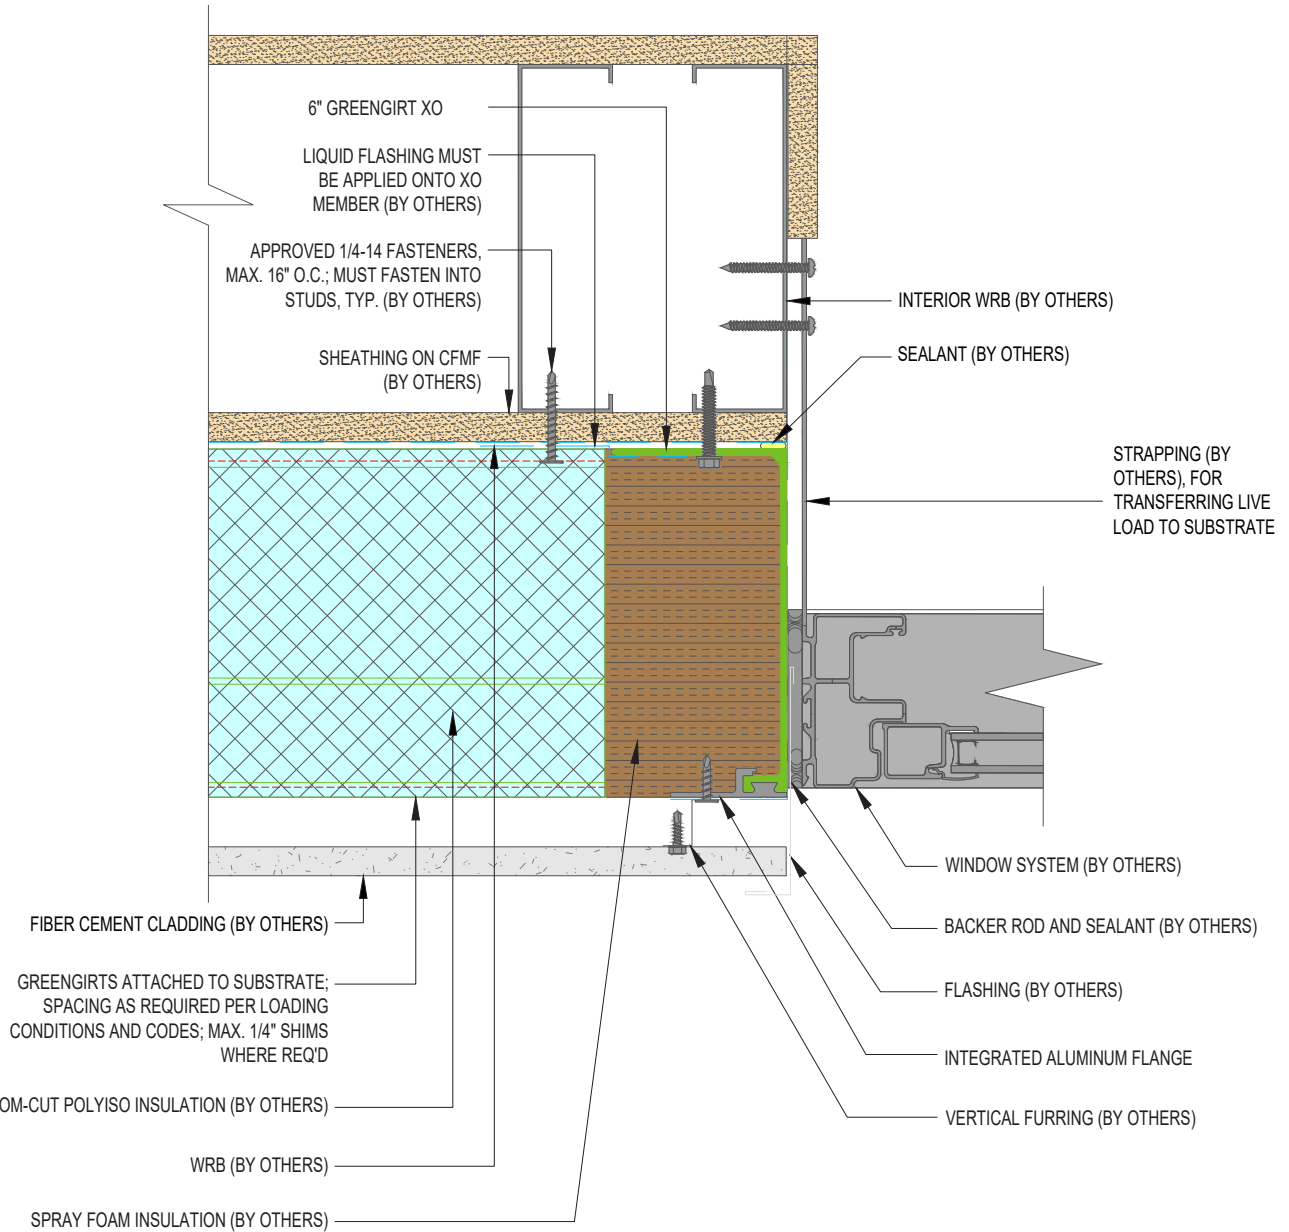 6" GREENGIRT XO
LIQUID FLASHING MUST
BE APPLIED ONTO XO
MEMBER (BY OTHERS)
APPROVED 1/4-14 FASTENERS,
MAX. 16" O.C.; MUST FASTEN INTO
STUDS, TYP. (BY OTHERS)
SHEATHING ON CFMF
(BY OTHERS)
INTERIOR WRB (BY OTHERS)
SEALANT (BY OTHERS)
STRAPPING (BY
OTHERS), FOR
TRANSFERRING LIVE
LOAD TO SUBSTRATE
WINDOW SYSTEM (BY OTHERS)
BACKER ROD AND SEALANT (BY OTHERS)
FLASHING (BY OTHERS)
INTEGRATED ALUMINUM FLANGE
VERTICAL FURRING (BY OTHERS)
FIBER CEMENT CLADDING (BY OTHERS)
GREENGIRTS ATTACHED TO SUBSTRATE;
SPACING AS REQUIRED PER LOADING
CONDITIONS AND CODES; MAX. 1/4" SHIMS
WHERE REQ'D
OM-CUT POLYISO INSULATION (BY OTHERS)
WRB (BY OTHERS)
SPRAY FOAM INSULATION (BY OTHERS)